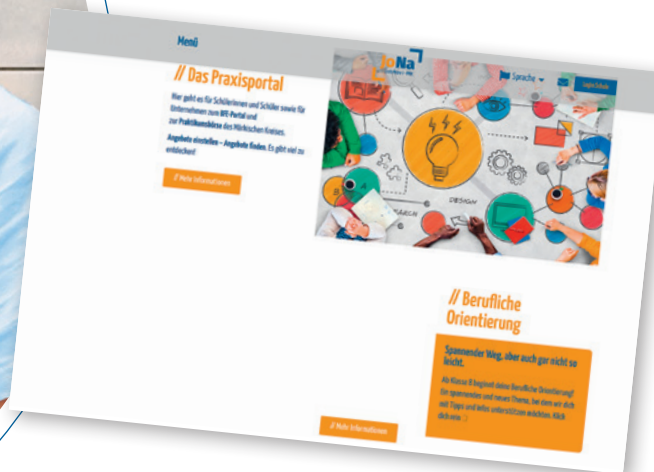 Menü
JoNa
Sprache
Login Schule
// Das Praxisportal
Hier geht es für Schülerinnen und Schüler sowie für
Unternehmen zum BFE-Portal und
zur Praktikumsbörse des Märkischen Kreises.
Angebote einstellen – Angebote finden. Es gibt viel zu
entdecken!
// Mehr Informationen
DESIGN
ARCH
// Berufliche
Orientierung
Spannender Weg, aber auch gar nicht so
leicht.
Ab Klasse 8 beginnt deine Berufliche Orientierung!
Ein spannendes und neues Thema, bei dem wir dich
mit Tipps und Infos unterstützen möchten. Klick
dich rein :)
// Mehr Informationen